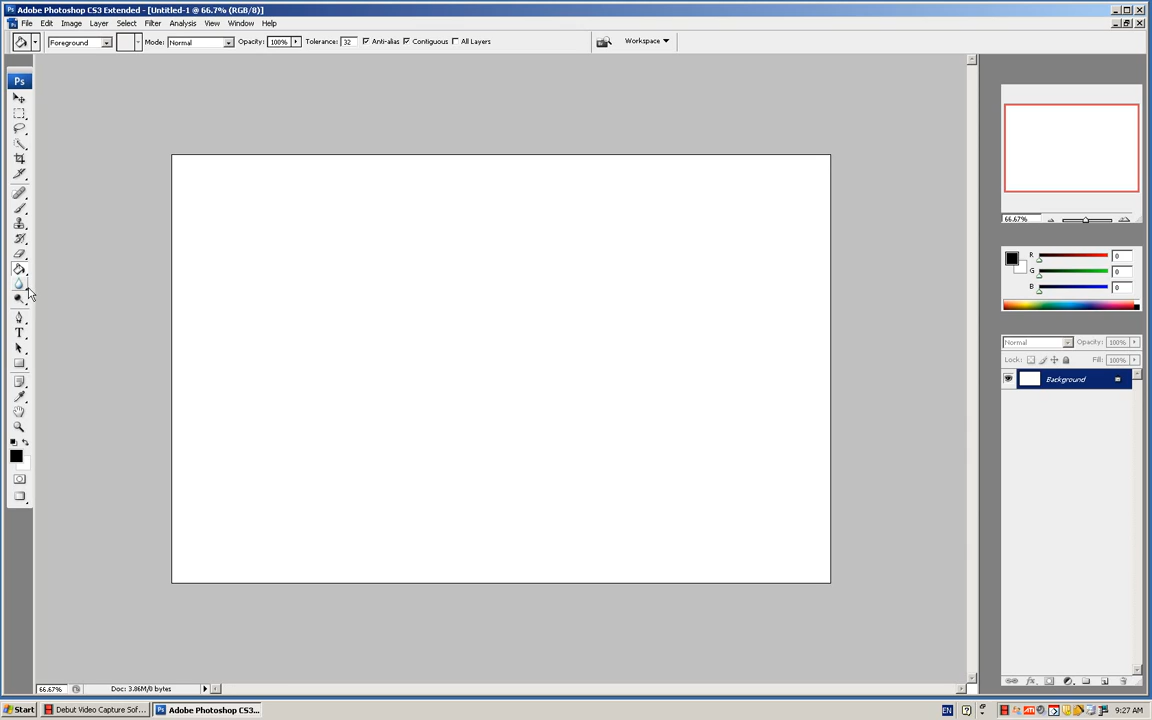 Adobe Photoshop CS3 Extended - [Untitled-1 @ 66.7% (RGB/8)]
File Edit Image Layer Select Filter Analysis View Window Help
Foreground Mode: Normal Opacity: 100% Tolerance: 32 Anti-alias Contiguous All Layers Workspace
Ps
T
66.67%
R 0
G 0
B 0
Normal Opacity: 100%
Lock: Fill: 100%
Background
66.67% Doc: 3.86M/0 bytes
Start Debut Video Capture Sof... Ps Adobe Photoshop CS3... EN 9:27 AM